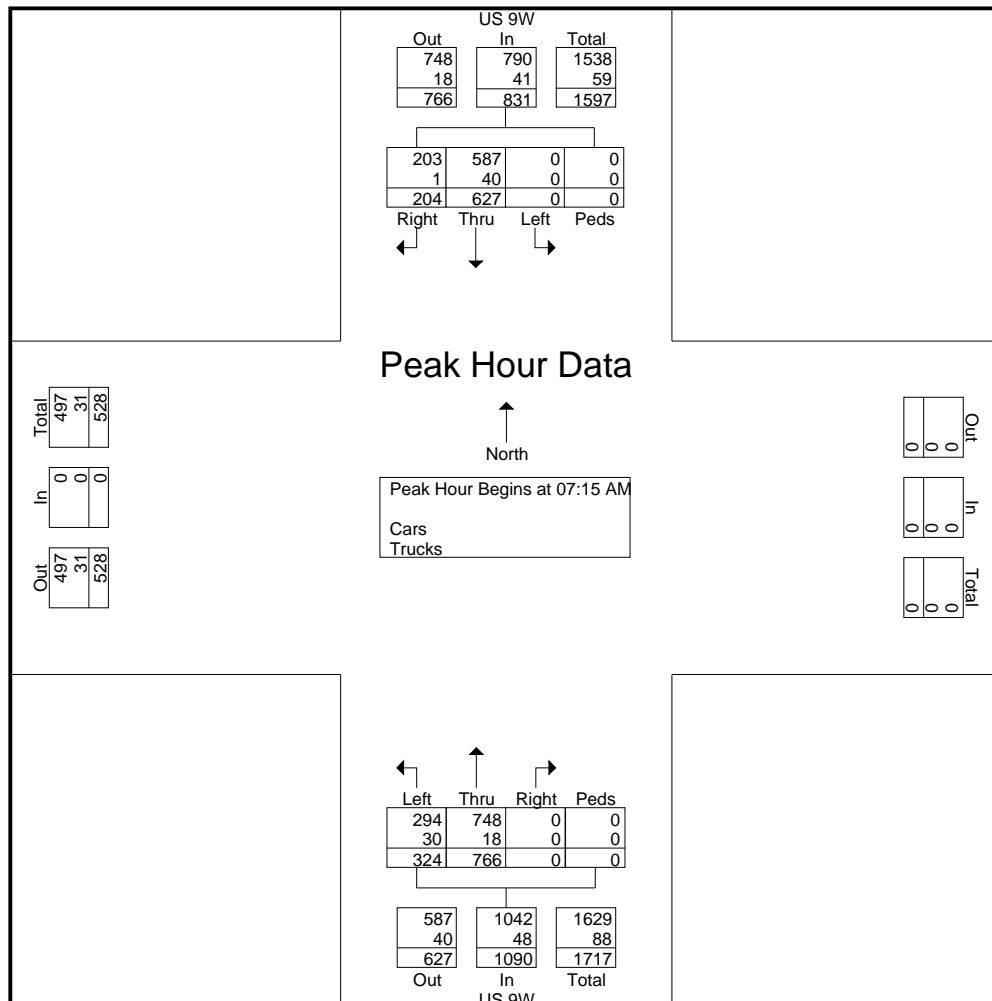 US 9W
Out In Total
748 790 1538
18 41 59
766 831 1597
203 587 0 0
1 40 0 0
204 627 0 0
Right Thru Left Peds
Peak Hour Data
North
Peak Hour Begins at 07:15 AM
Cars
Trucks
Total
497
31
528
In
0
0
0
Out
497
31
528
Out
0
0
0
In
0
0
0
Total
0
0
0
Left Thru Right Peds
294 748 0 0
30 18 0 0
324 766 0 0
587 1042 1629
40 48 88
627 1090 1717
Out In Total
US 9W